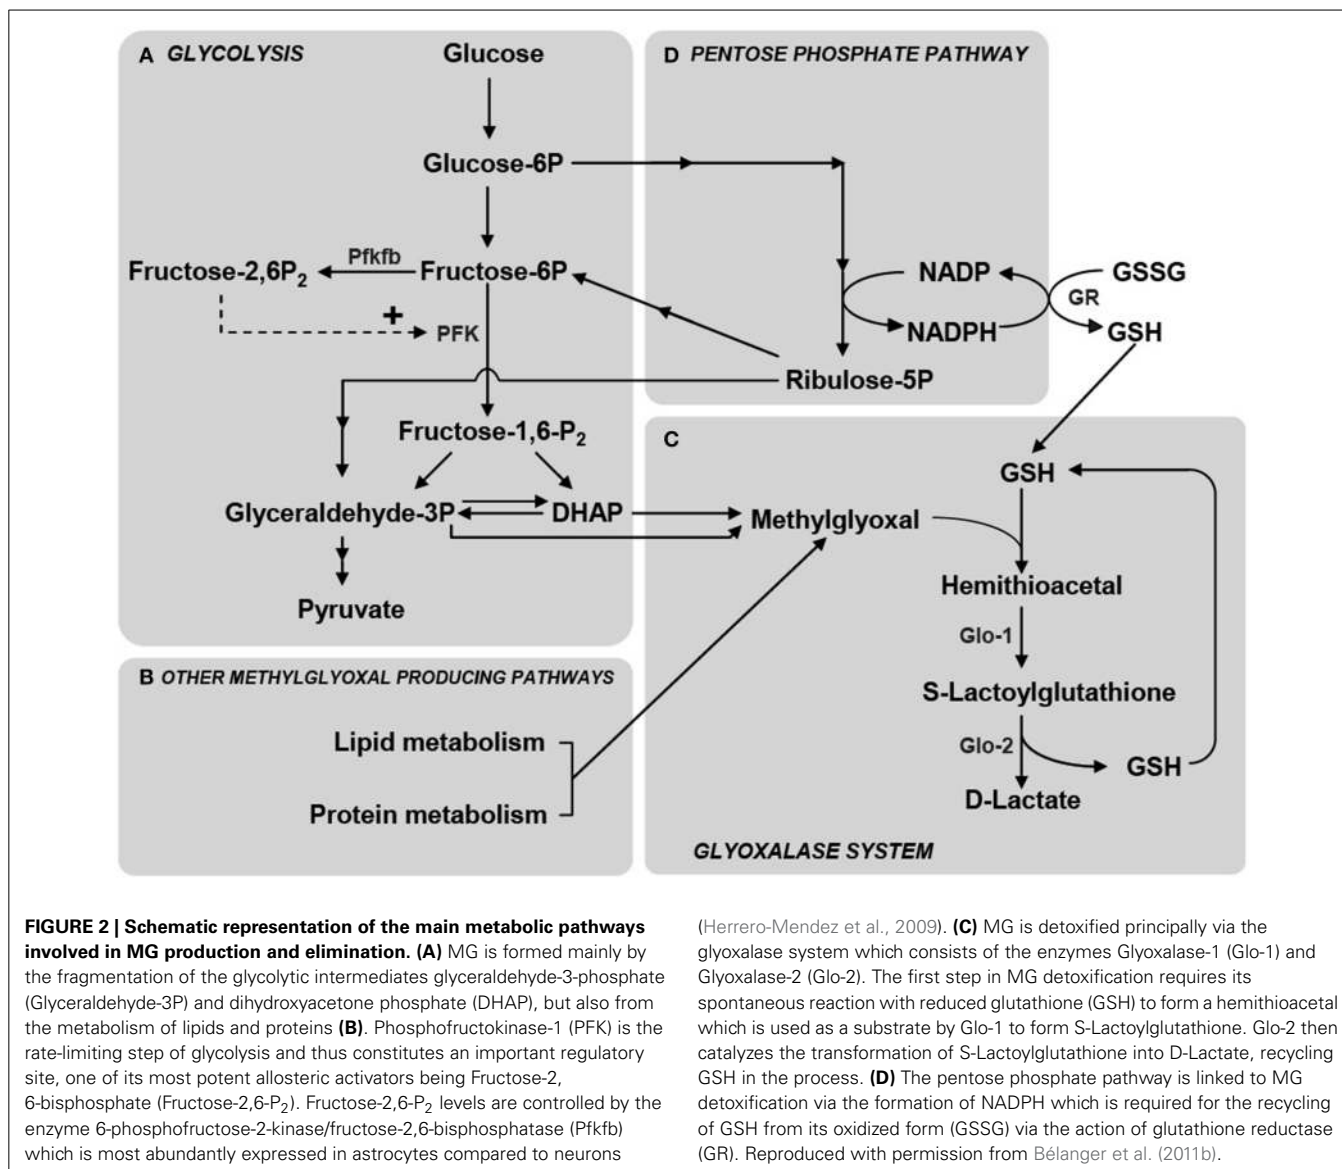 A GLYCOLYSIS
Glucose
Glucose-6P
Fructose-2,6P₂
Pfkfb
Fructose-6P
+
PFK
Fructose-1,6-P₂
Glyceraldehyde-3P
DHAP
Pyruvate
D PENTOSE PHOSPHATE PATHWAY
NADP
GSSG
GR
NADPH
GSH
Ribulose-5P
B OTHER METHYLGLYOXAL PRODUCING PATHWAYS
Lipid metabolism
Protein metabolism
C
GSH
Methylglyoxal
Hemithioacetal
Glo-1
S-Lactoylglutathione
Glo-2
GSH
D-Lactate
GLYOXALASE SYSTEM
FIGURE 2 | Schematic representation of the main metabolic pathways
involved in MG production and elimination. (A) MG is formed mainly by
the fragmentation of the glycolytic intermediates glyceraldehyde-3-phosphate
(Glyceraldehyde-3P) and dihydroxyacetone phosphate (DHAP), but also from
the metabolism of lipids and proteins (B). Phosphofructokinase-1 (PFK) is the
rate-limiting step of glycolysis and thus constitutes an important regulatory
site, one of its most potent allosteric activators being Fructose-2,
6-bisphosphate (Fructose-2,6-P₂). Fructose-2,6-P₂ levels are controlled by the
enzyme 6-phosphofructose-2-kinase/fructose-2,6-bisphosphatase (Pfkfb)
which is most abundantly expressed in astrocytes compared to neurons
(Herrero-Mendez et al., 2009). (C) MG is detoxified principally via the
glyoxalase system which consists of the enzymes Glyoxalase-1 (Glo-1) and
Glyoxalase-2 (Glo-2). The first step in MG detoxification requires its
spontaneous reaction with reduced glutathione (GSH) to form a hemithioacetal
which is used as a substrate by Glo-1 to form S-Lactoylglutathione. Glo-2 then
catalyzes the transformation of S-Lactoylglutathione into D-Lactate, recycling
GSH in the process. (D) The pentose phosphate pathway is linked to MG
detoxification via the formation of NADPH which is required for the recycling
of GSH from its oxidized form (GSSG) via the action of glutathione reductase
(GR). Reproduced with permission from Bélanger et al. (2011b).